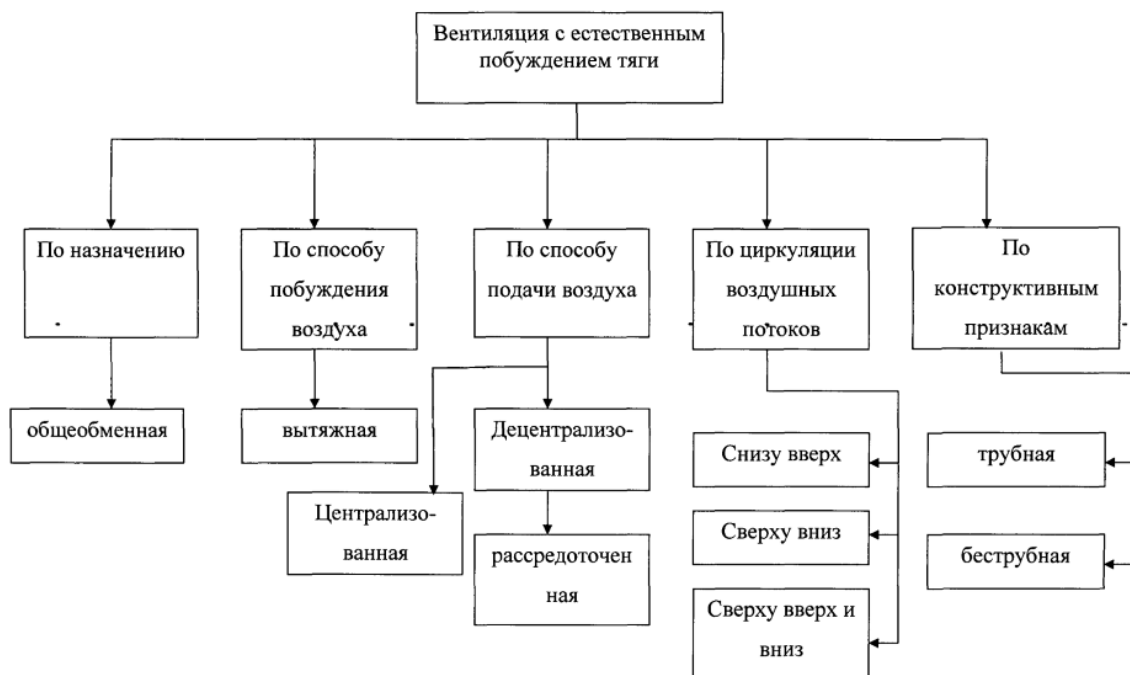 Вентиляция с естественным
побуждением тяги
По назначению
По способу
побуждения
воздуха
По способу
подачи воздуха
По циркуляции
воздушных
потоков
По
конструктивным
признакам
общеобменная
вытяжная
Централизо-
ванная
Децентрализо-
ванная
рассредоточен
ная
Снизу вверх
Сверху вниз
Сверху вверх и
вниз
трубная
беструбная